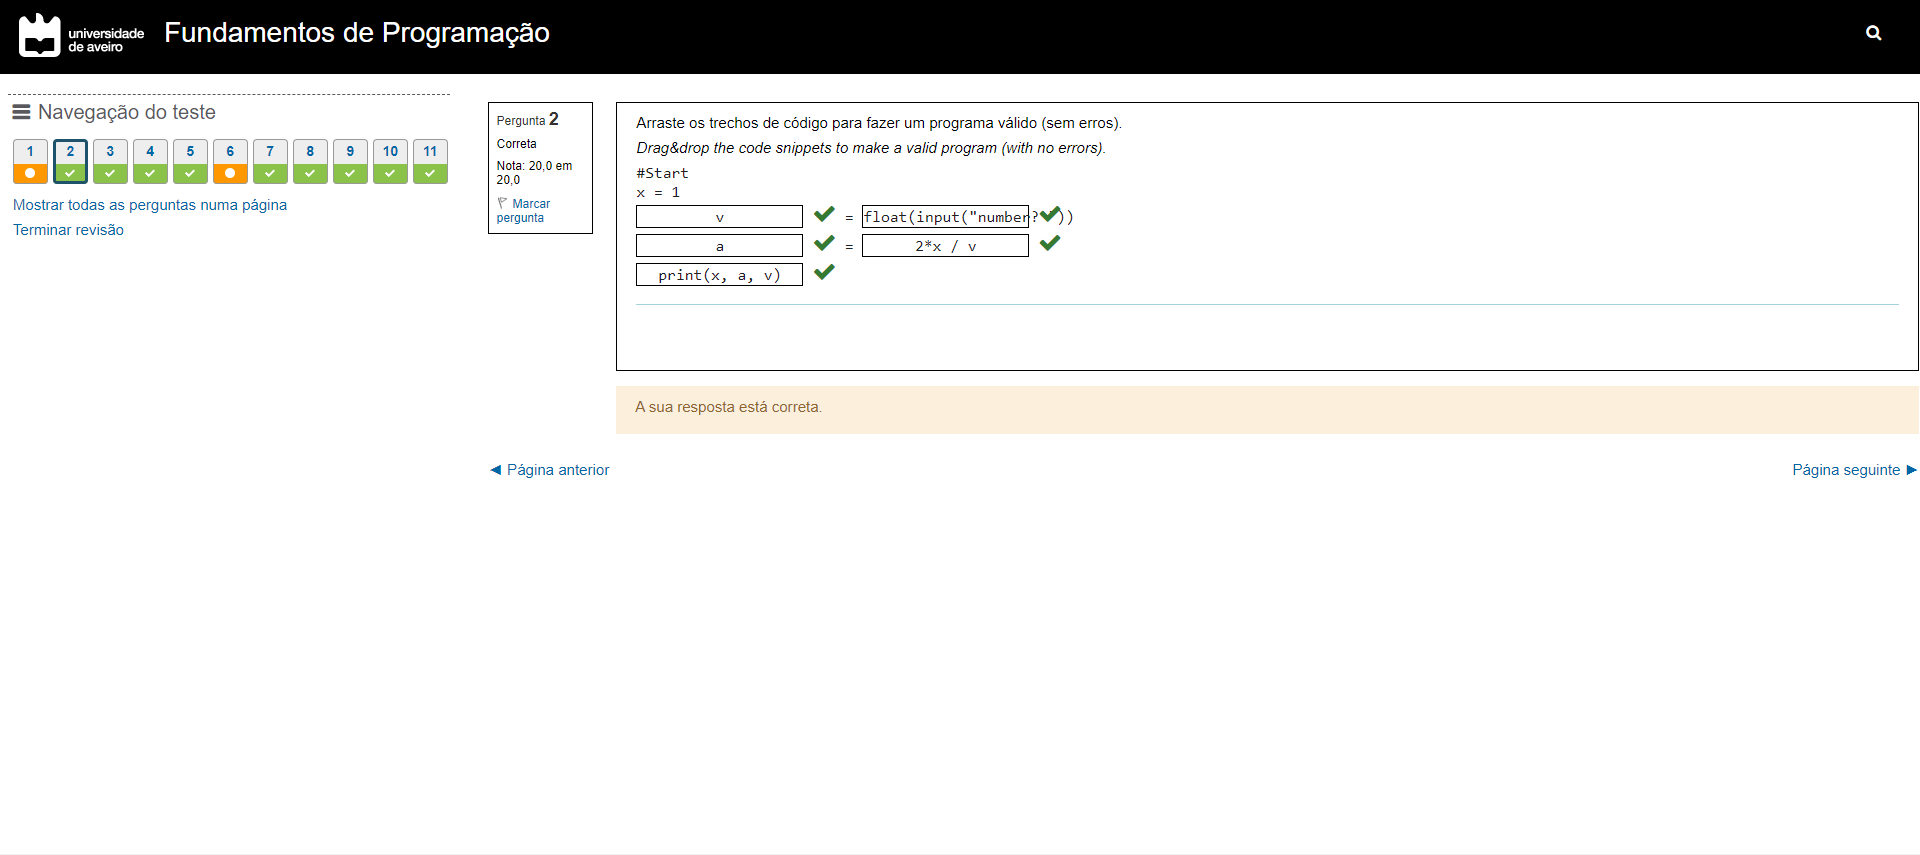 universidade
de aveiro
Fundamentos de Programação
Navegação do teste
1 2 3 4 5 6 7 8 9 10 11
Mostrar todas as perguntas numa página
Terminar revisão
Pergunta 2
Correta
Nota: 20,0 em
20,0
Marcar
pergunta
Arraste os trechos de código para fazer um programa válido (sem erros).
Drag&drop the code snippets to make a valid program (with no errors).
#Start
x = 1
v = float(input("number? "))
a = 2*x / v
print(x, a, v)
A sua resposta está correta.
◄ Página anterior
Página seguinte ►